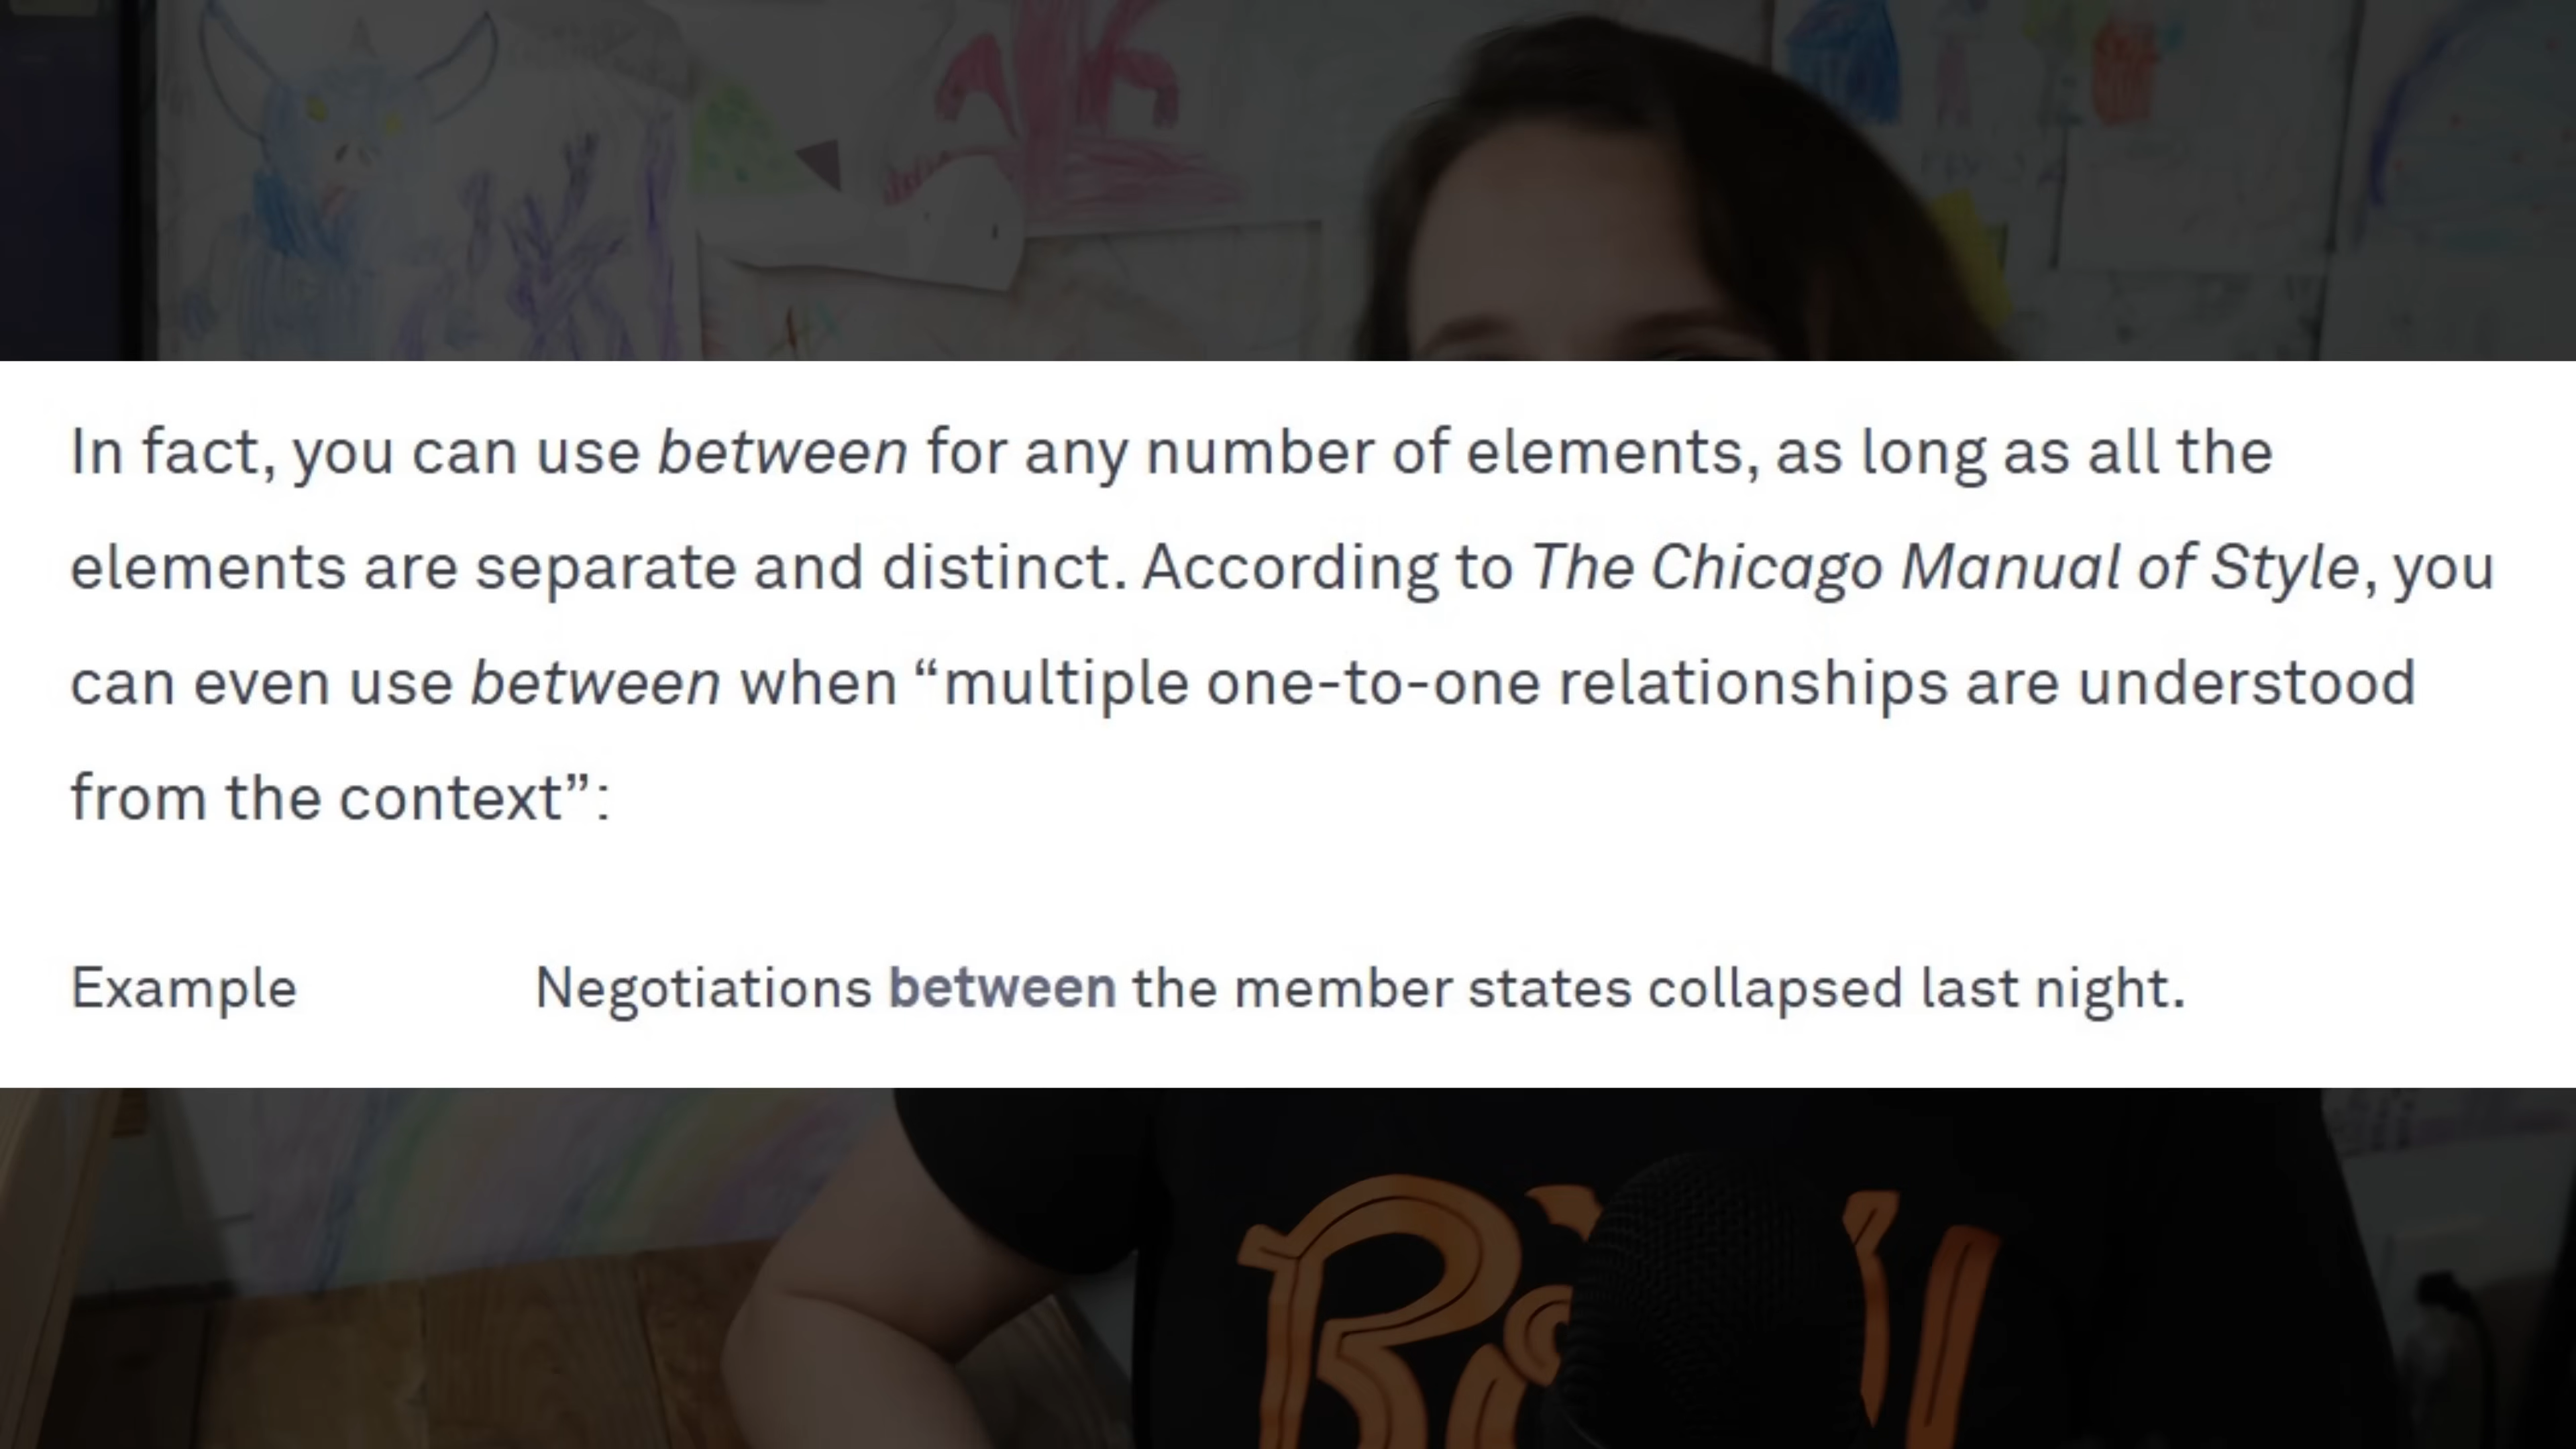 In fact, you can use between for any number of elements, as long as all the
elements are separate and distinct. According to The Chicago Manual of Style, you
can even use between when “multiple one-to-one relationships are understood
from the context”:
Example Negotiations between the member states collapsed last night.